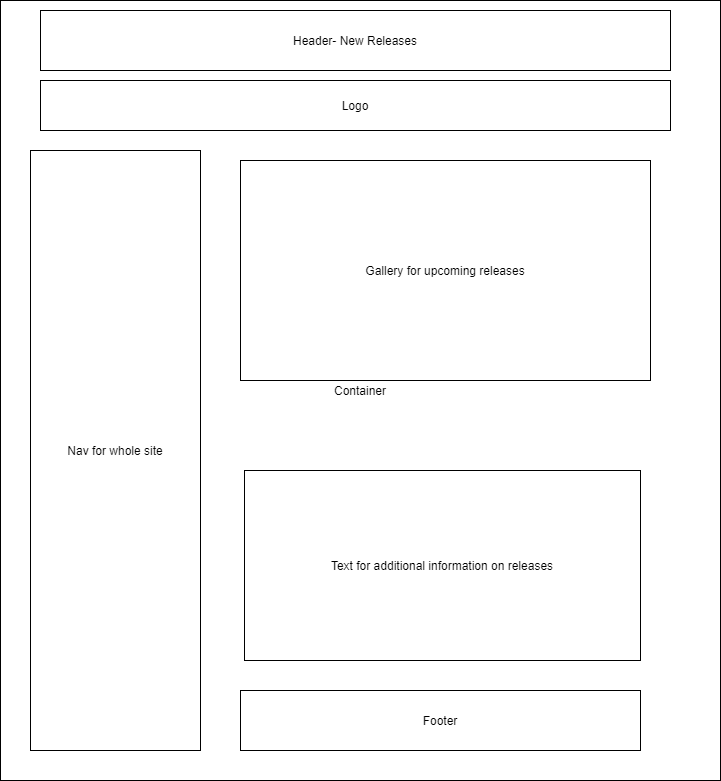 Header- New Releases
Logo
Gallery for upcoming releases
Container
Nav for whole site
Text for additional information on releases
Footer